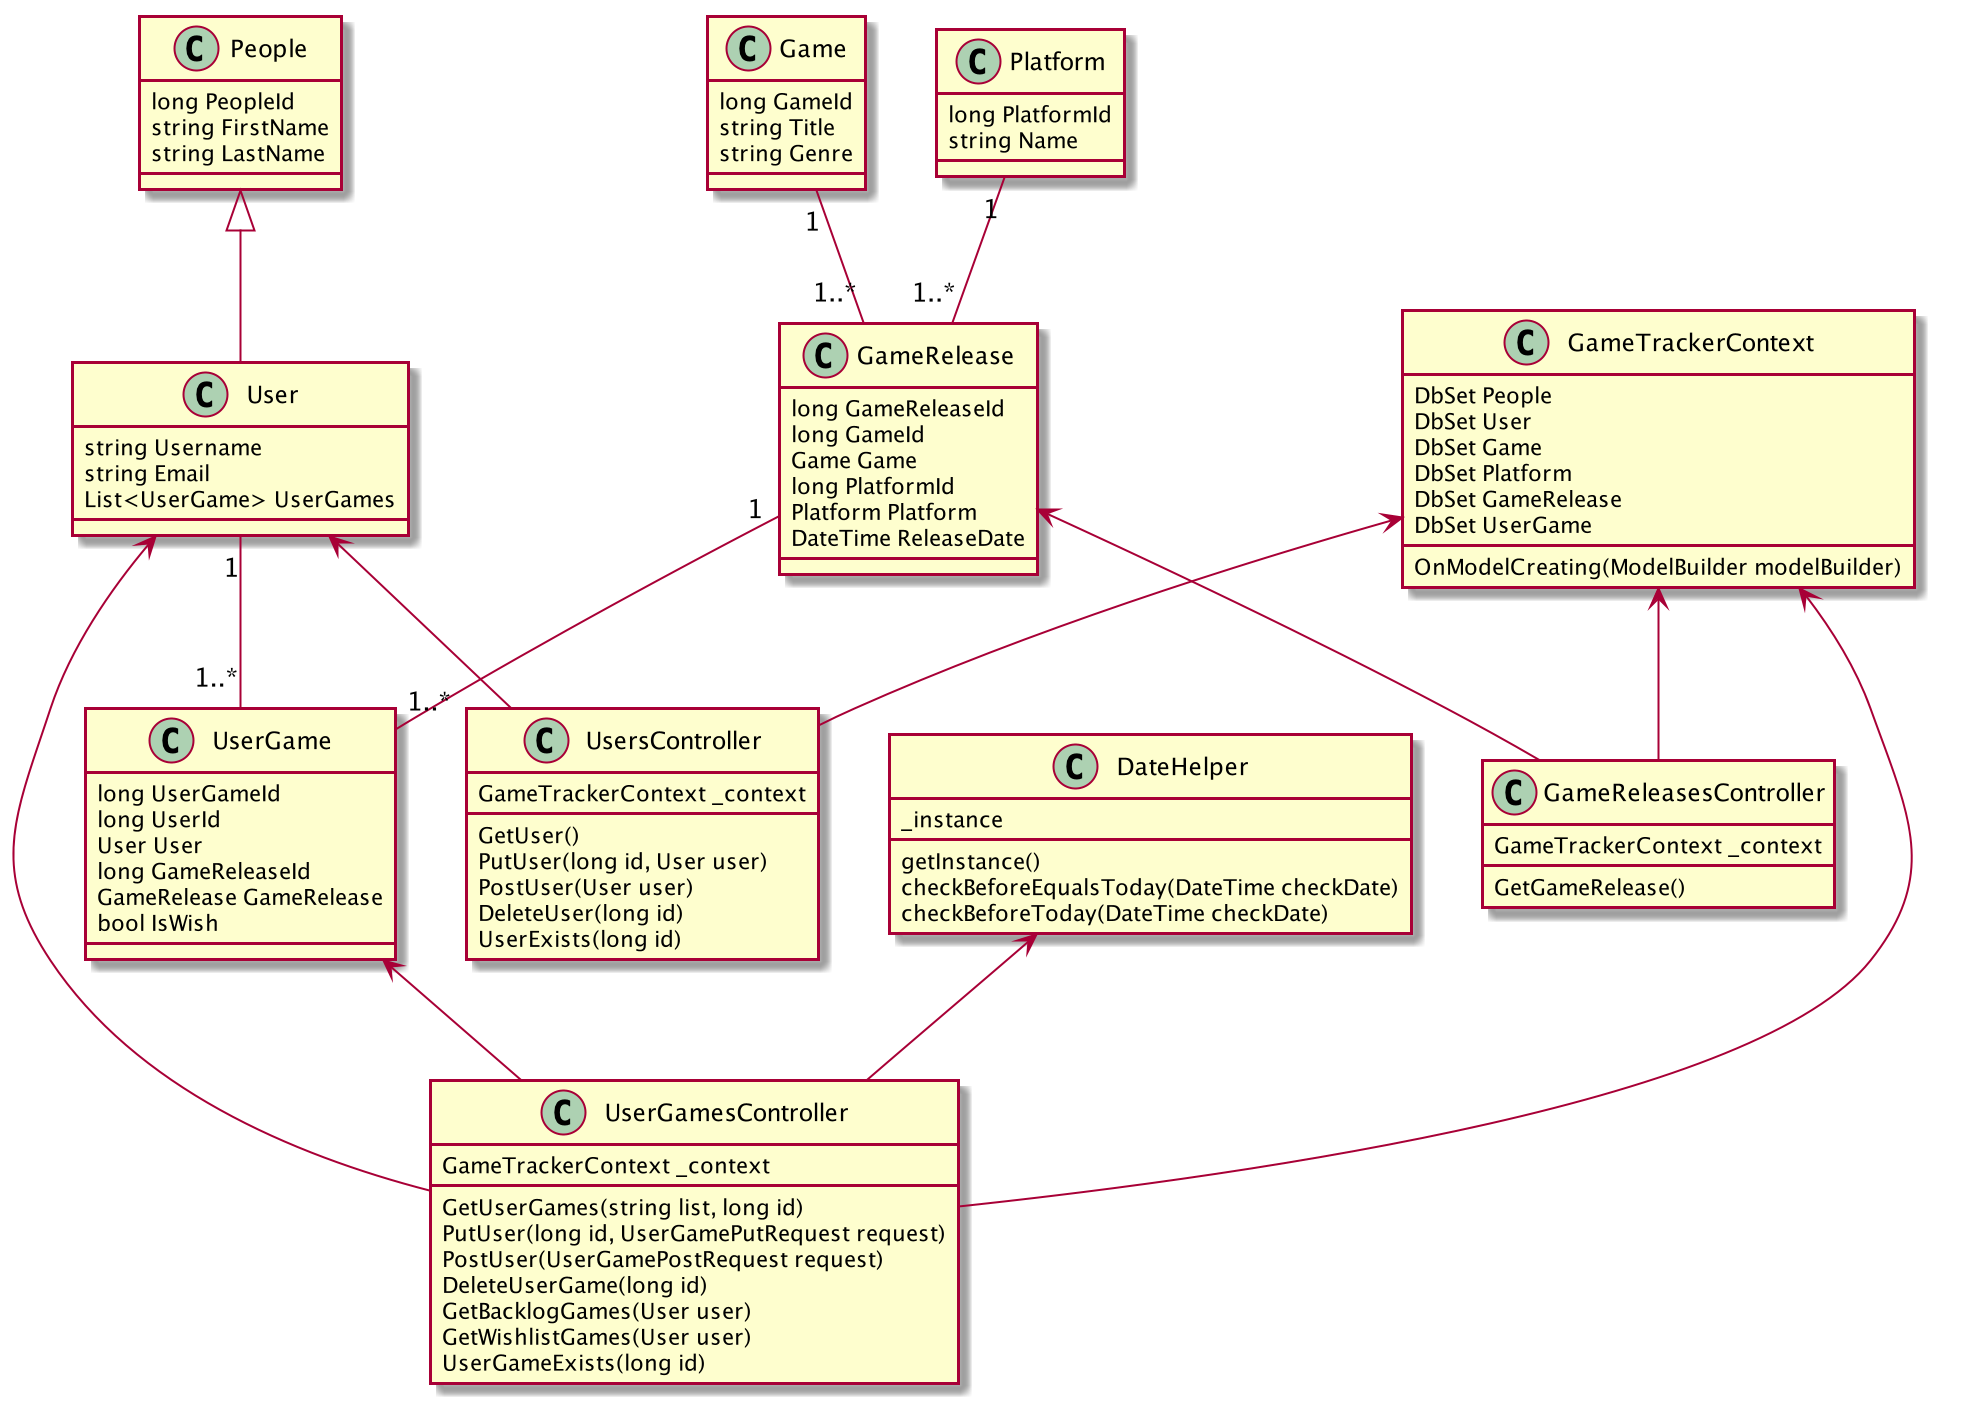 C People
long PeopleId
string FirstName
string LastName
C Game
long GameId
string Title
string Genre
C Platform
long PlatformId
string Name
1
1
1..*
1..*
C User
string Username
string Email
List<UserGame> UserGames
C GameRelease
long GameReleaseId
long GameId
Game Game
long PlatformId
Platform Platform
DateTime ReleaseDate
C GameTrackerContext
DbSet People
DbSet User
DbSet Game
DbSet Platform
DbSet GameRelease
DbSet UserGame
OnModelCreating(ModelBuilder modelBuilder)
1
1
1..*
1..*
C UserGame
long UserGameId
long UserId
User User
long GameReleaseId
GameRelease GameRelease
bool IsWish
C UsersController
GameTrackerContext _context
GetUser()
PutUser(long id, User user)
PostUser(User user)
DeleteUser(long id)
UserExists(long id)
C DateHelper
_instance
getInstance()
checkBeforeEqualsToday(DateTime checkDate)
checkBeforeToday(DateTime checkDate)
C GameReleasesController
GameTrackerContext _context
GetGameRelease()
C UserGamesController
GameTrackerContext _context
GetUserGames(string list, long id)
PutUser(long id, UserGamePutRequest request)
PostUser(UserGamePostRequest request)
DeleteUserGame(long id)
GetBacklogGames(User user)
GetWishlistGames(User user)
UserGameExists(long id)